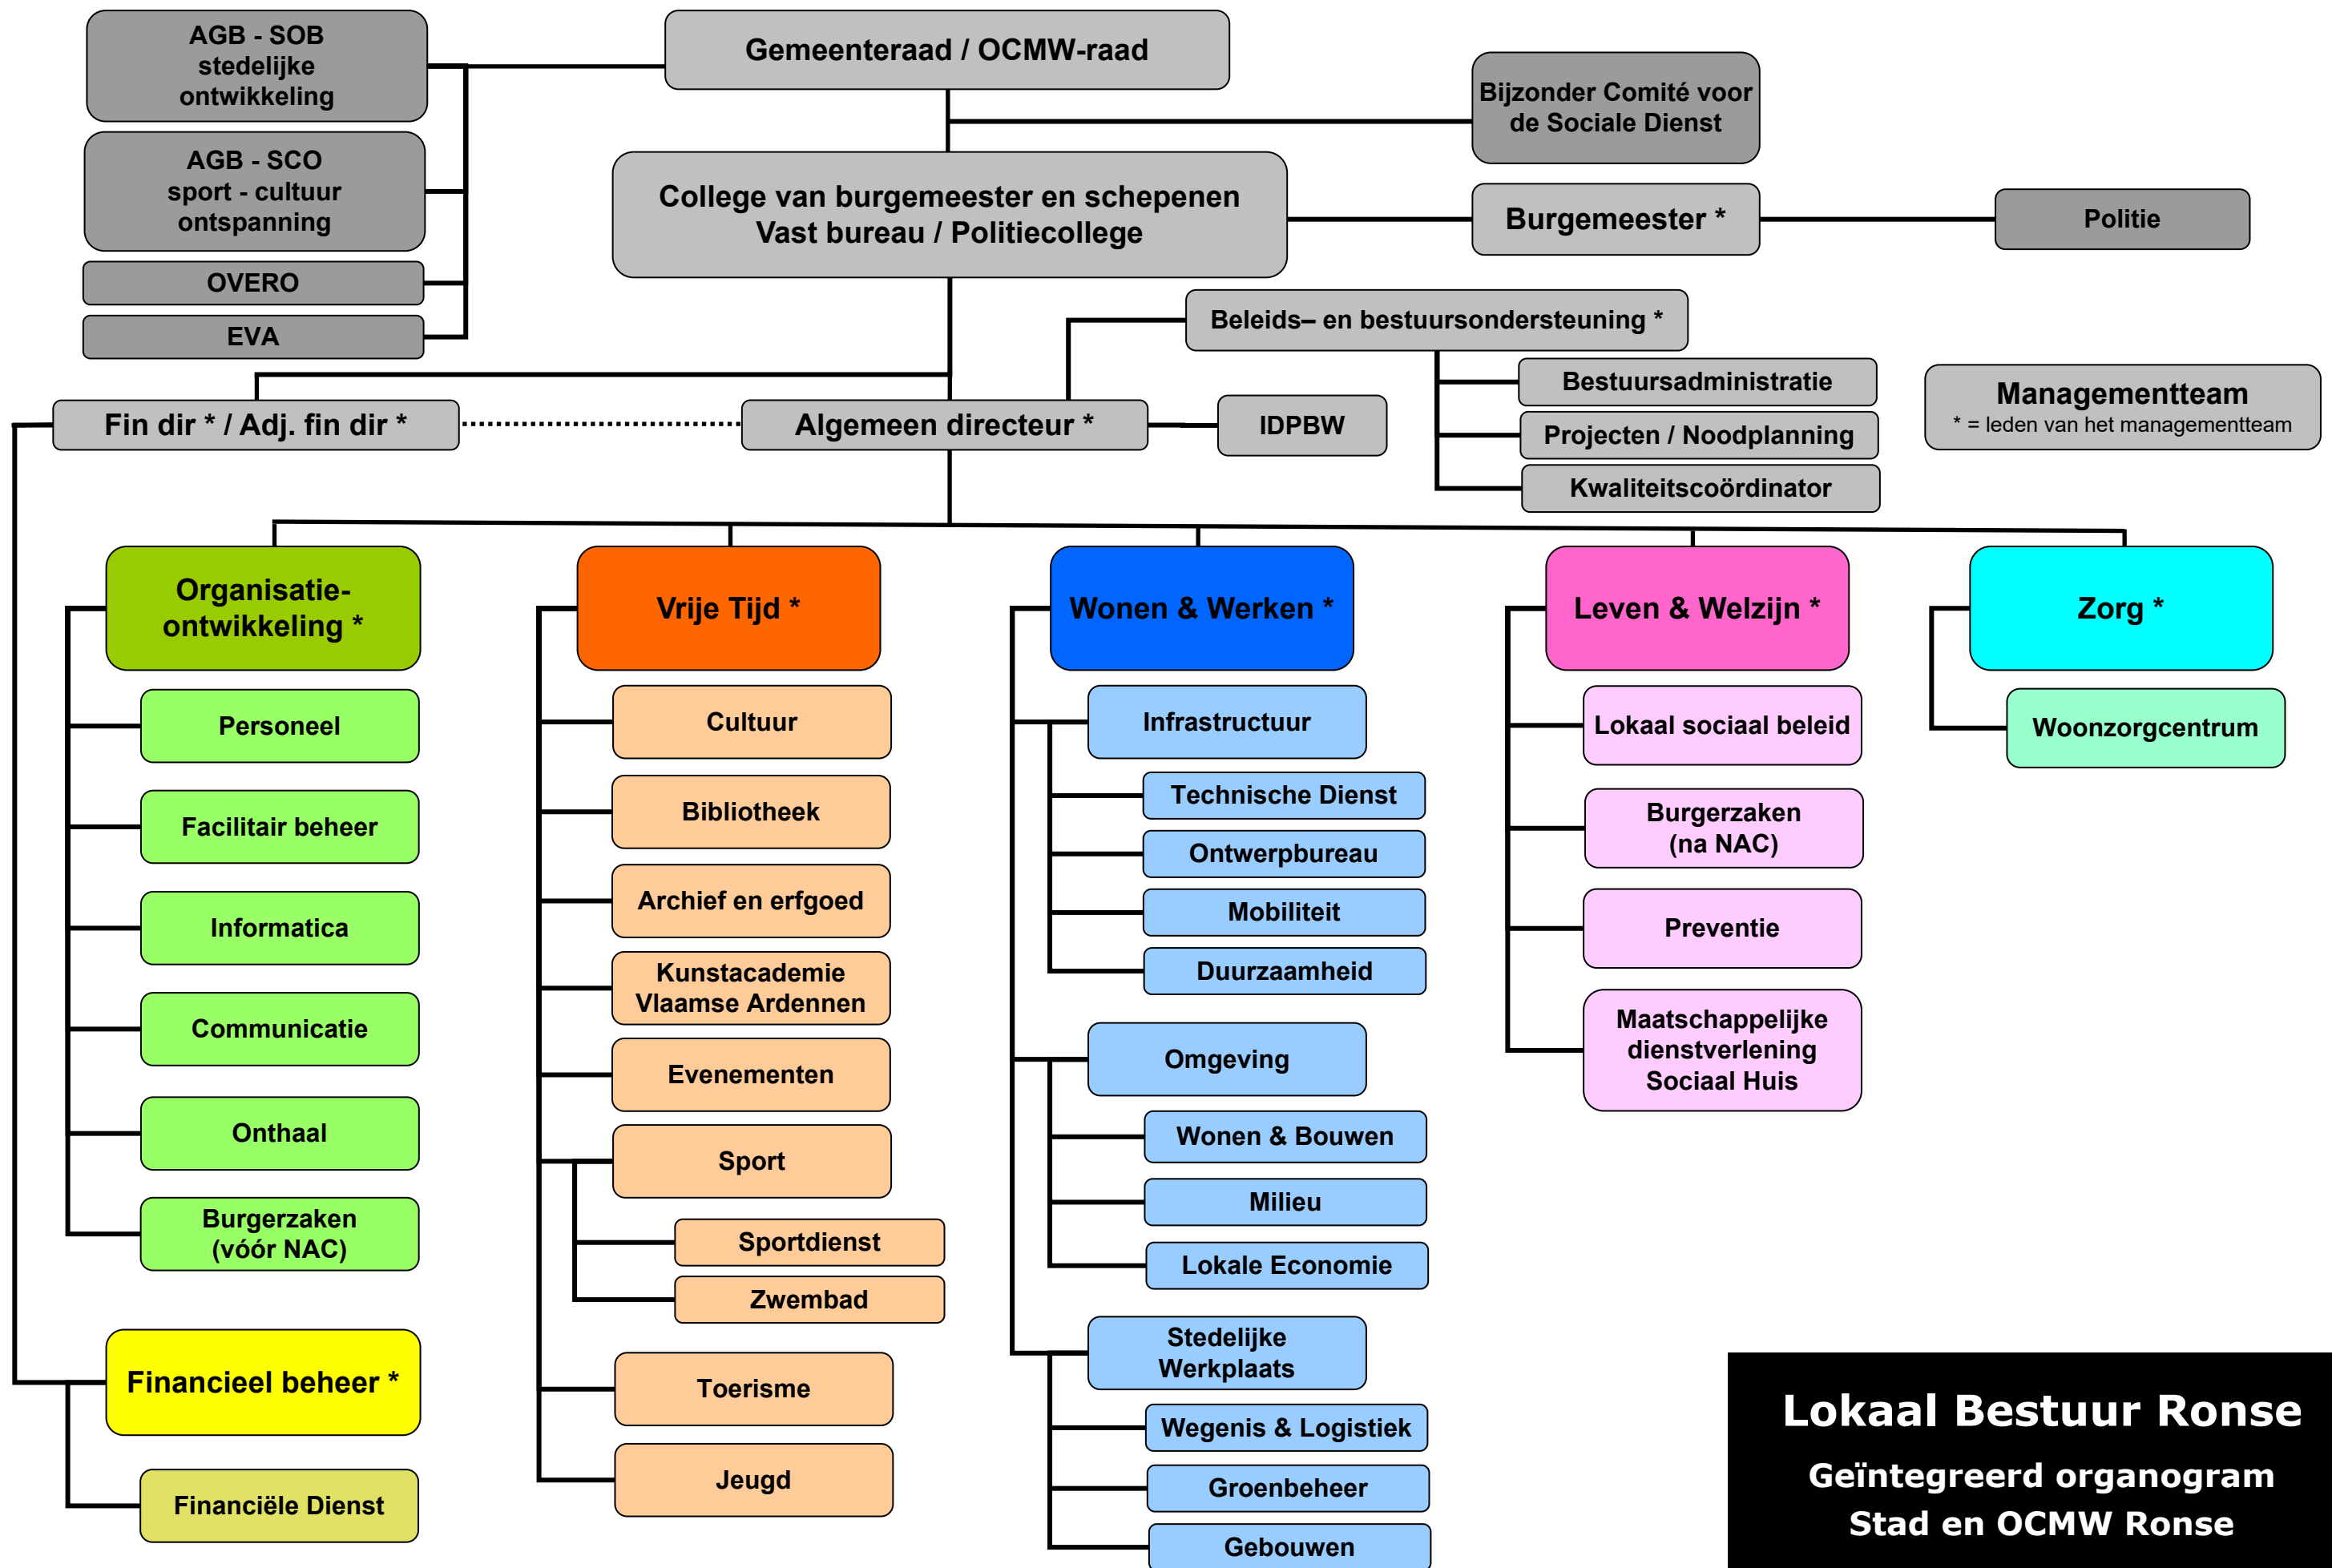 AGB - SOB
stedelijke
ontwikkeling
Gemeenteraad / OCMW-raad
Bijzonder Comité voor
de Sociale Dienst
AGB - SCO
sport - cultuur
ontspanning
College van burgemeester en schepenen
Vast bureau / Politiecollege
Burgemeester *
Politie
OVERO
EVA
Beleids– en bestuursondersteuning *
Bestuursadministratie
Projecten / Noodplanning
Kwaliteitscoördinator
Managementteam
* = leden van het managementteam
Fin dir * / Adj. fin dir *
Algemeen directeur *
IDPBW
Organisatie-
ontwikkeling *
Personeel
Facilitair beheer
Informatica
Communicatie
Onthaal
Burgerzaken
(vóór NAC)
Financieel beheer *
Financiële Dienst
Vrije Tijd *
Cultuur
Bibliotheek
Archief en erfgoed
Kunstacademie
Vlaamse Ardennen
Evenementen
Sport
Sportdienst
Zwembad
Toerisme
Jeugd
Wonen & Werken *
Infrastructuur
Technische Dienst
Ontwerpbureau
Mobiliteit
Duurzaamheid
Omgeving
Wonen & Bouwen
Milieu
Lokale Economie
Stedelijke
Werkplaats
Wegenis & Logistiek
Groenbeheer
Gebouwen
Leven & Welzijn *
Lokaal sociaal beleid
Burgerzaken
(na NAC)
Preventie
Maatschappelijke
dienstverlening
Sociaal Huis
Zorg *
Woonzorgcentrum
Lokaal Bestuur Ronse
Geïntegreerd organogram
Stad en OCMW Ronse